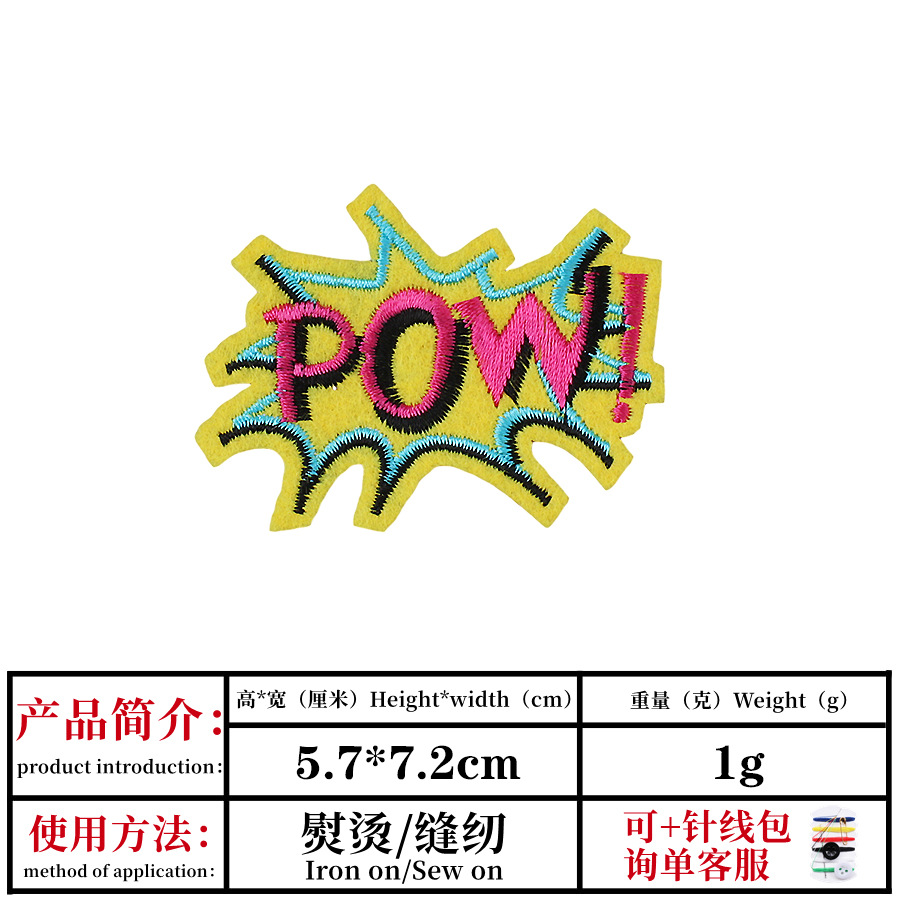 POW!
产品简介：
product introduction:
高*宽（厘米）Height*width（cm）
重量（克）Weight（g）
5.7*7.2cm
1g
使用方法：
method of application:
熨烫/缝纫
Iron on/Sew on
可+针线包
询单客服